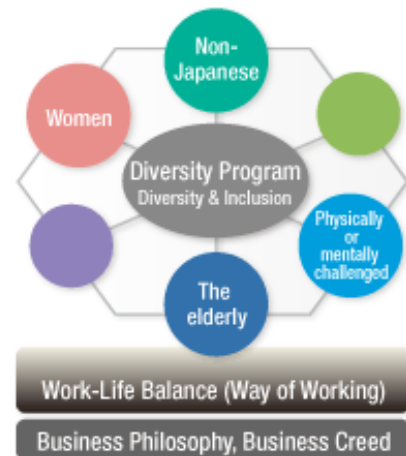 Non-
Japanese
Women
Diversity Program
Diversity & Inclusion
Physically
or
mentally
challenged
The
elderly
Work-Life Balance (Way of Working)
Business Philosophy, Business Creed